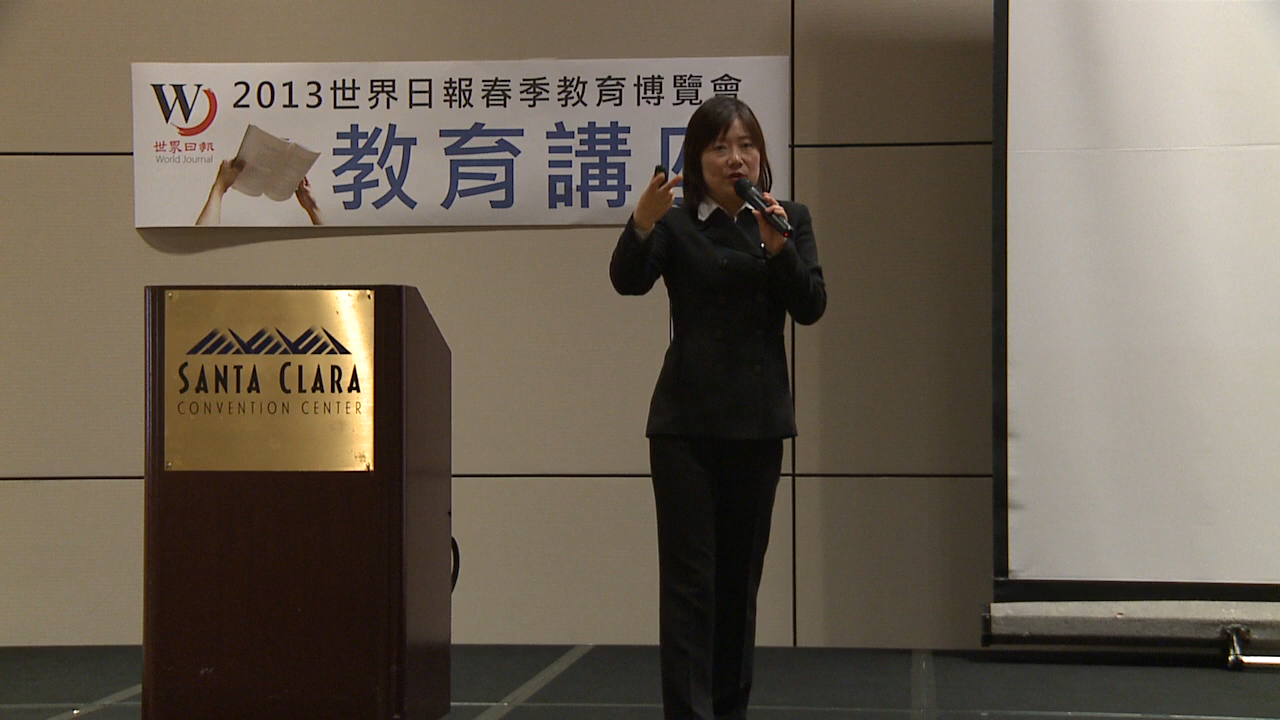 2013世界日報春季教育博覽會
W
世界日報
World Journal
教育講
SANTA CLARA
CONVENTION CENTER